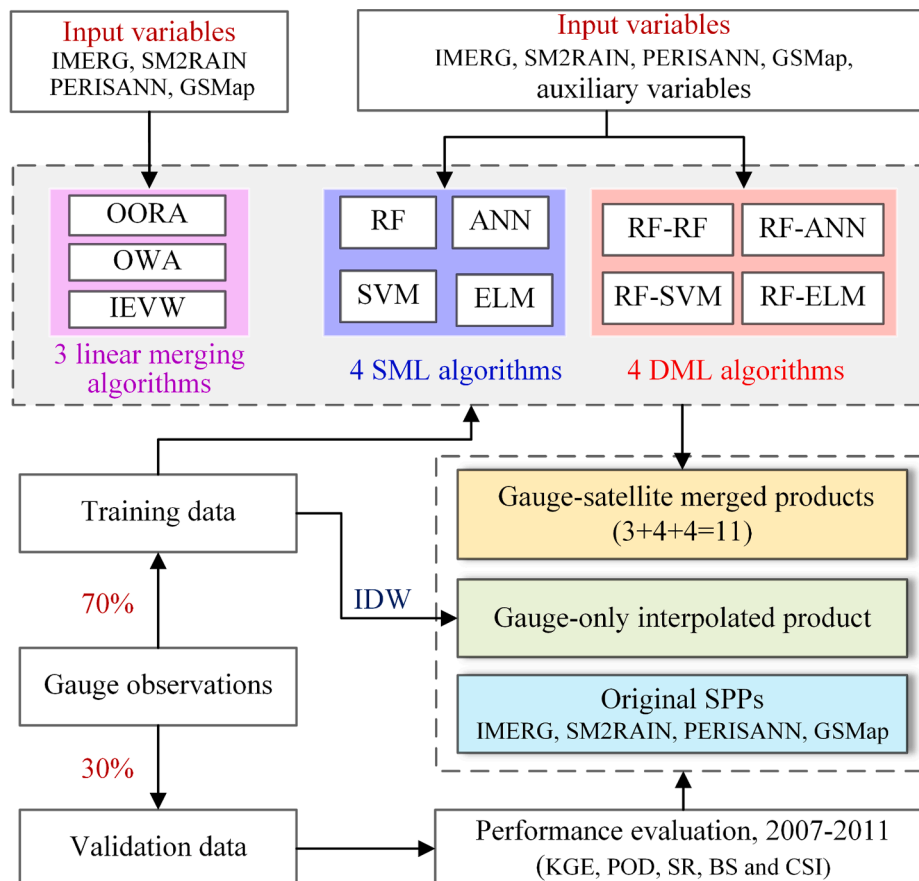 Input variables
IMERG, SM2RAIN
PERISANN, GSMap
Input variables
IMERG, SM2RAIN, PERISANN, GSMap,
auxiliary variables
OORA
OWA
IEVW
3 linear merging
algorithms
RF
ANN
SVM
ELM
4 SML algorithms
RF-RF
RF-ANN
RF-SVM
RF-ELM
4 DML algorithms
Training data
70%
Gauge observations
30%
Validation data
IDW
Gauge-satellite merged products
(3+4+4=11)
Gauge-only interpolated product
Original SPPs
IMERG, SM2RAIN, PERISANN, GSMap
Performance evaluation, 2007-2011
(KGE, POD, SR, BS and CSI)